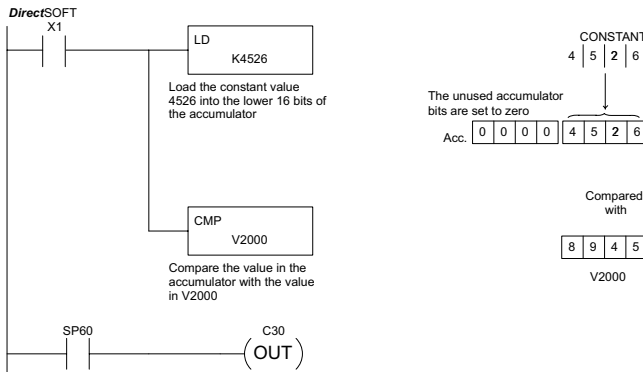 DirectSOFT
X1
LD
K4526
Load the constant value
4526 into the lower 16 bits of
the accumulator
CONSTANT
4 5 2 6
The unused accumulator
bits are set to zero
Acc. 0 0 0 0 4 5 2 6
CMP
V2000
Compare the value in the
accumulator with the value
in V2000
Compared
with
8 9 4 5
V2000
SP60
C30
OUT